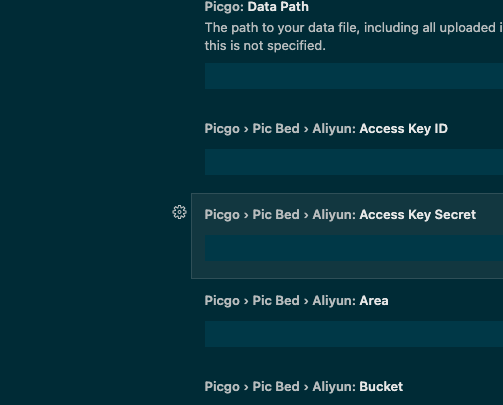 Picgo: Data Path
The path to your data file, including all uploaded
this is not specified.
Picgo › Pic Bed › Aliyun: Access Key ID
Picgo › Pic Bed › Aliyun: Access Key Secret
Picgo › Pic Bed › Aliyun: Area
Picgo › Pic Bed › Aliyun: Bucket